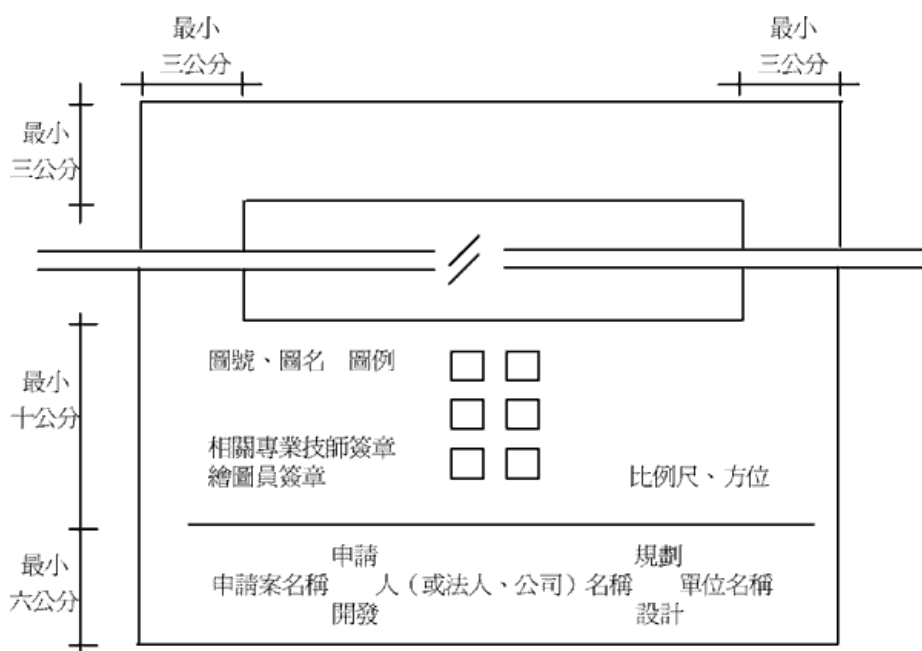 最小
三公分
最小
三公分
最小
三公分
圖號、圖名 圖例
最小
十公分
相關專業技師簽章
繪圖員簽章
比例尺、方位
最小
六公分
申請
規劃
申請案名稱 人（或法人、公司）名稱 單位名稱
開發
設計